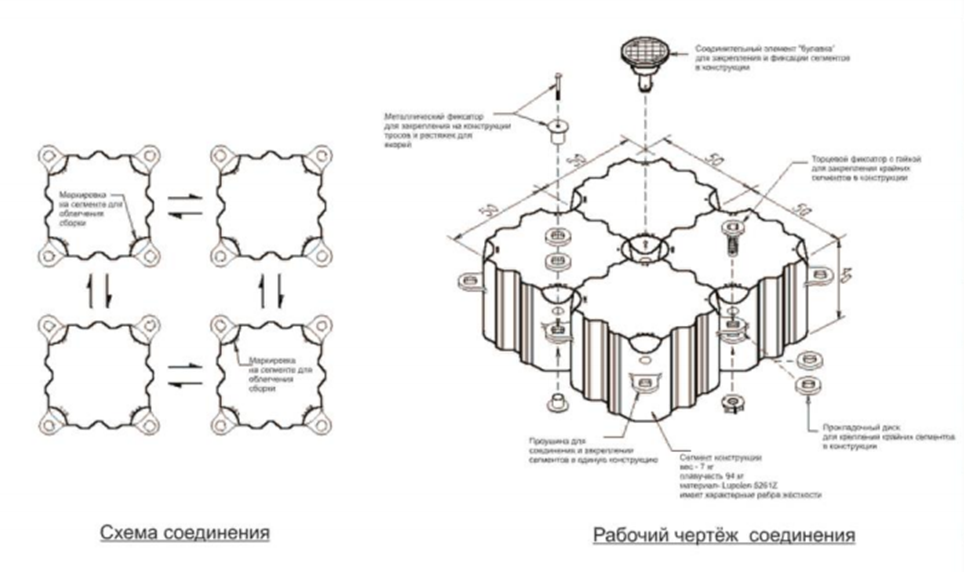 Соединительный элемент "булавка"
для закрепления и фиксации сегментов
в конструкции
Металлический фиксатор
для закрепления на конструкции
тросов и растяжек для
якорей
Торцевой фиксатор с гайкой
для закрепления крайних
сегментов в конструкции
50
50
50
50
40
Маркировка
на сегменте для
облегчения
сборки
Маркировка
на сегменте для
облегчения
сборки
Проушина для
соединения и закрепления
сегментов в единую конструкцию
Сегмент конструкции
вес - 7 кг
плавучесть 94 кг
материал- Lupolen 5261Z
имеет характерные ребра жёсткости
Прокладочный диск
для крепления крайних сегментов
в конструкции
Схема соединения
Рабочий чертёж соединения